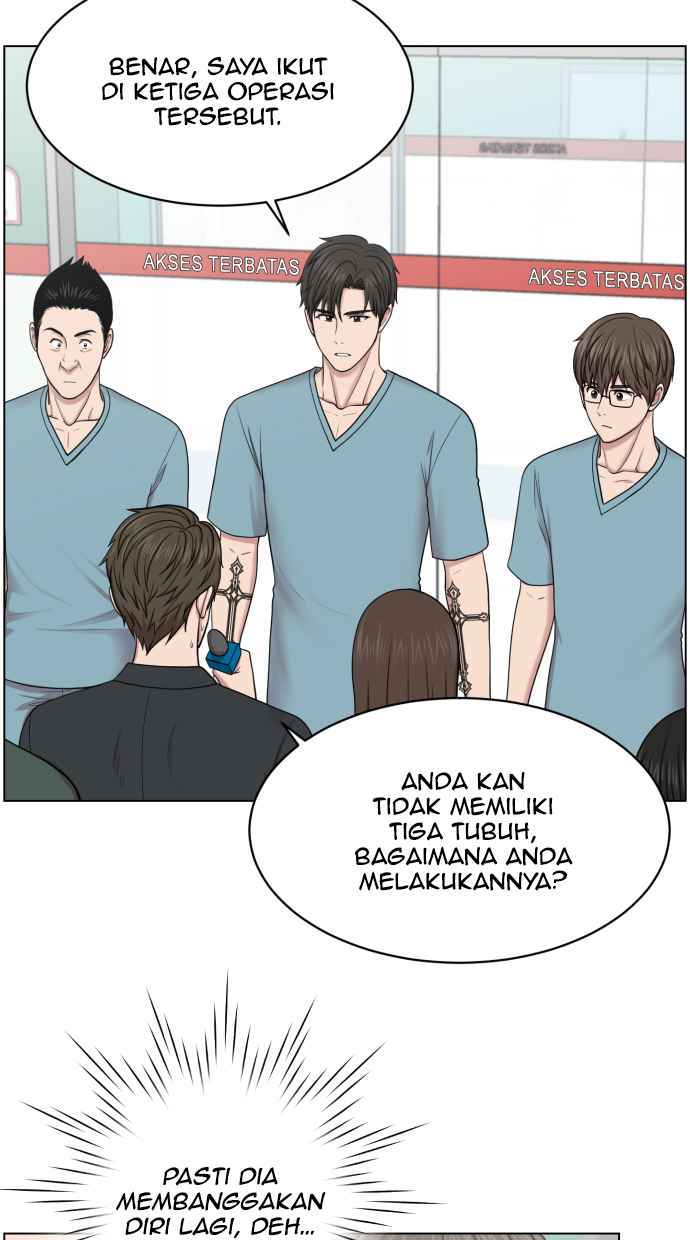 BENAR, SAYA IKUT
DI KETIGA OPERASI
TERSEBUT.
AKSES TERBATAS
AKSES TERBATAS
ANDA KAN
TIDAK MEMILIKI
TIGA TUBUH,
BAGAIMANA ANDA
MELAKUKANNYA?
PASTI DIA
MEMBANGGAKAN
DIRI LAGI, DEH...